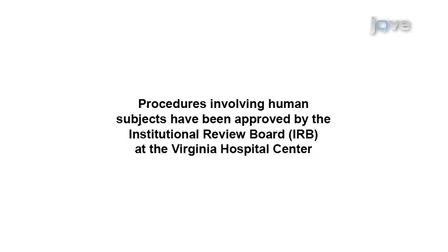 jove
Procedures involving human
subjects have been approved by the
Institutional Review Board (IRB)
at the Virginia Hospital Center